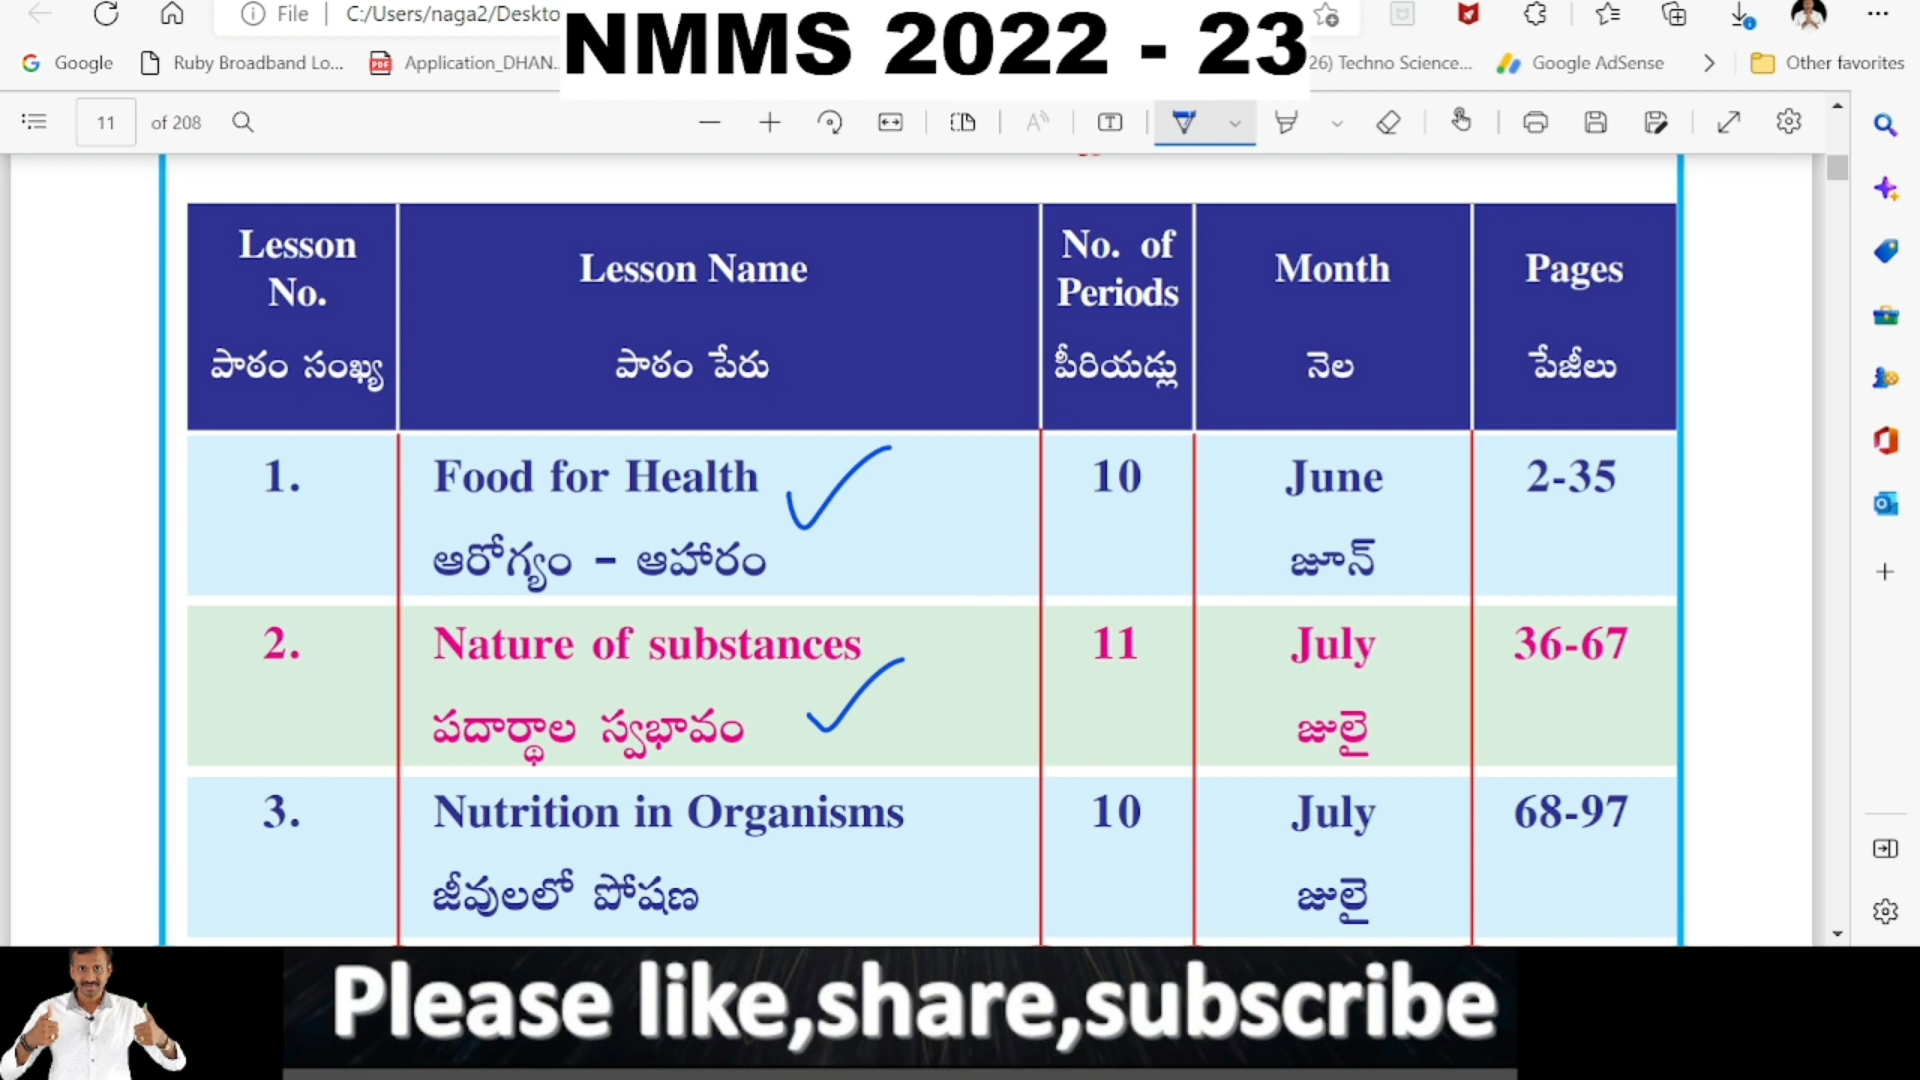 File
C:/Users/naga2/Deskto
NMMS 2022 - 23
Google
Ruby Broadband Lo...
Application_DHAN...
26) Techno Science...
Google AdSense
Other favorites
11 of 208
Lesson No. Lesson Name No. of Periods Month Pages
పాఠం సంఖ్య పాఠం పేరు పీరియడ్లు నెల పేజీలు
1. Food for Health 10 June 2-35
ఆరోగ్యం - ఆహారం జూన్
2. Nature of substances 11 July 36-67
పదార్థాల స్వభావం జులై
3. Nutrition in Organisms 10 July 68-97
జీవులలో పోషణ జులై
Please like,share,subscribe